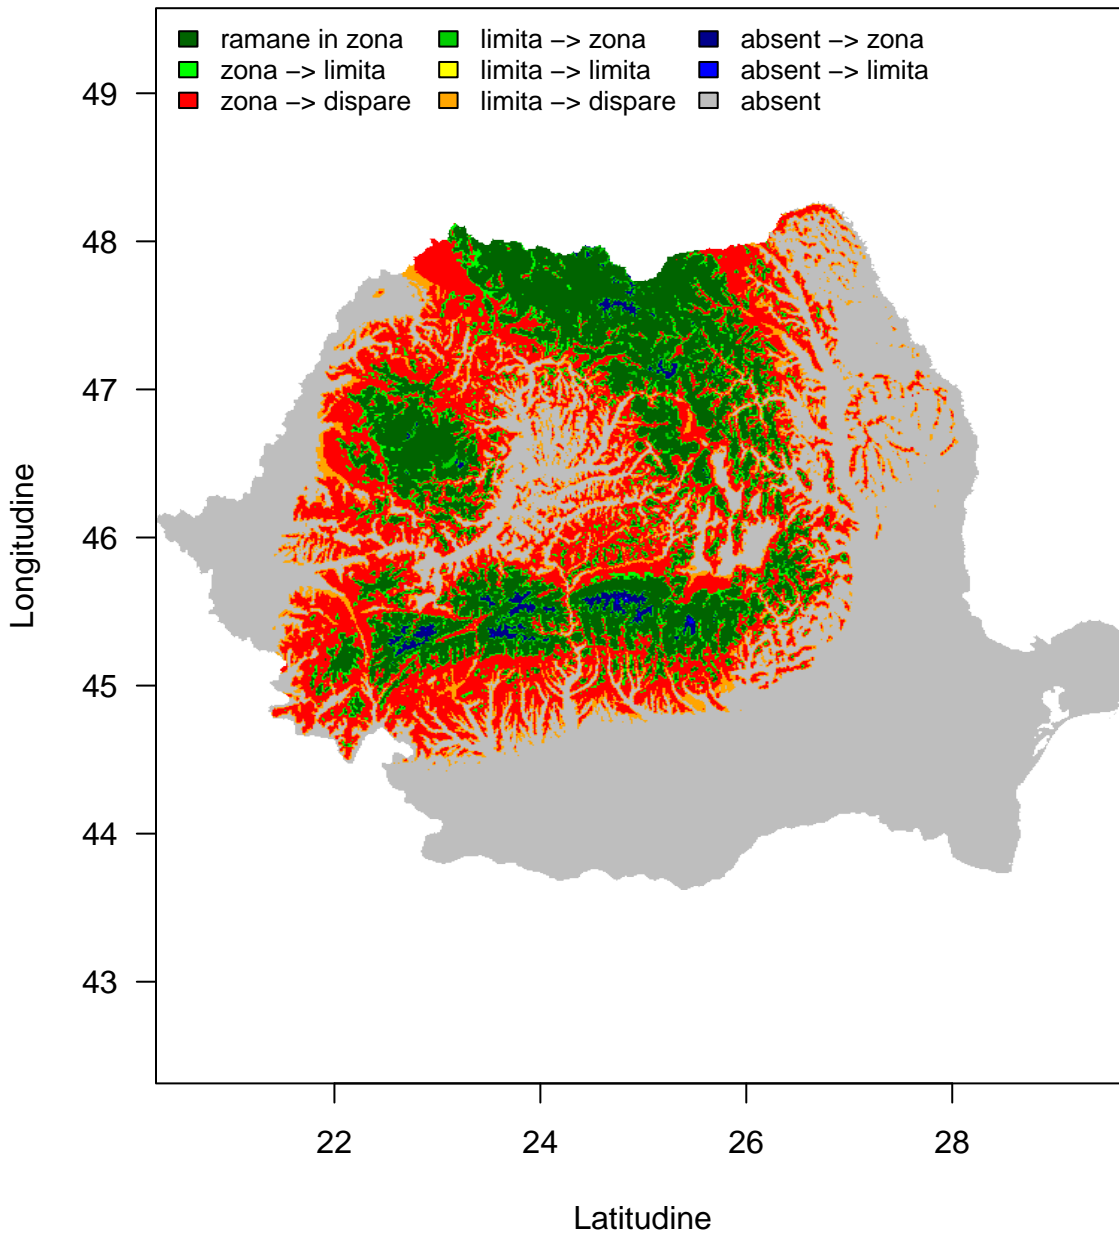 ramane in zona
limita −> zona
absent −> zona
zona −> limita
limita −> limita
absent −> limita
zona −> dispare
limita −> dispare
absent
49
48
47
46
45
44
43
Longitudine
22
24
26
28
Latitudine